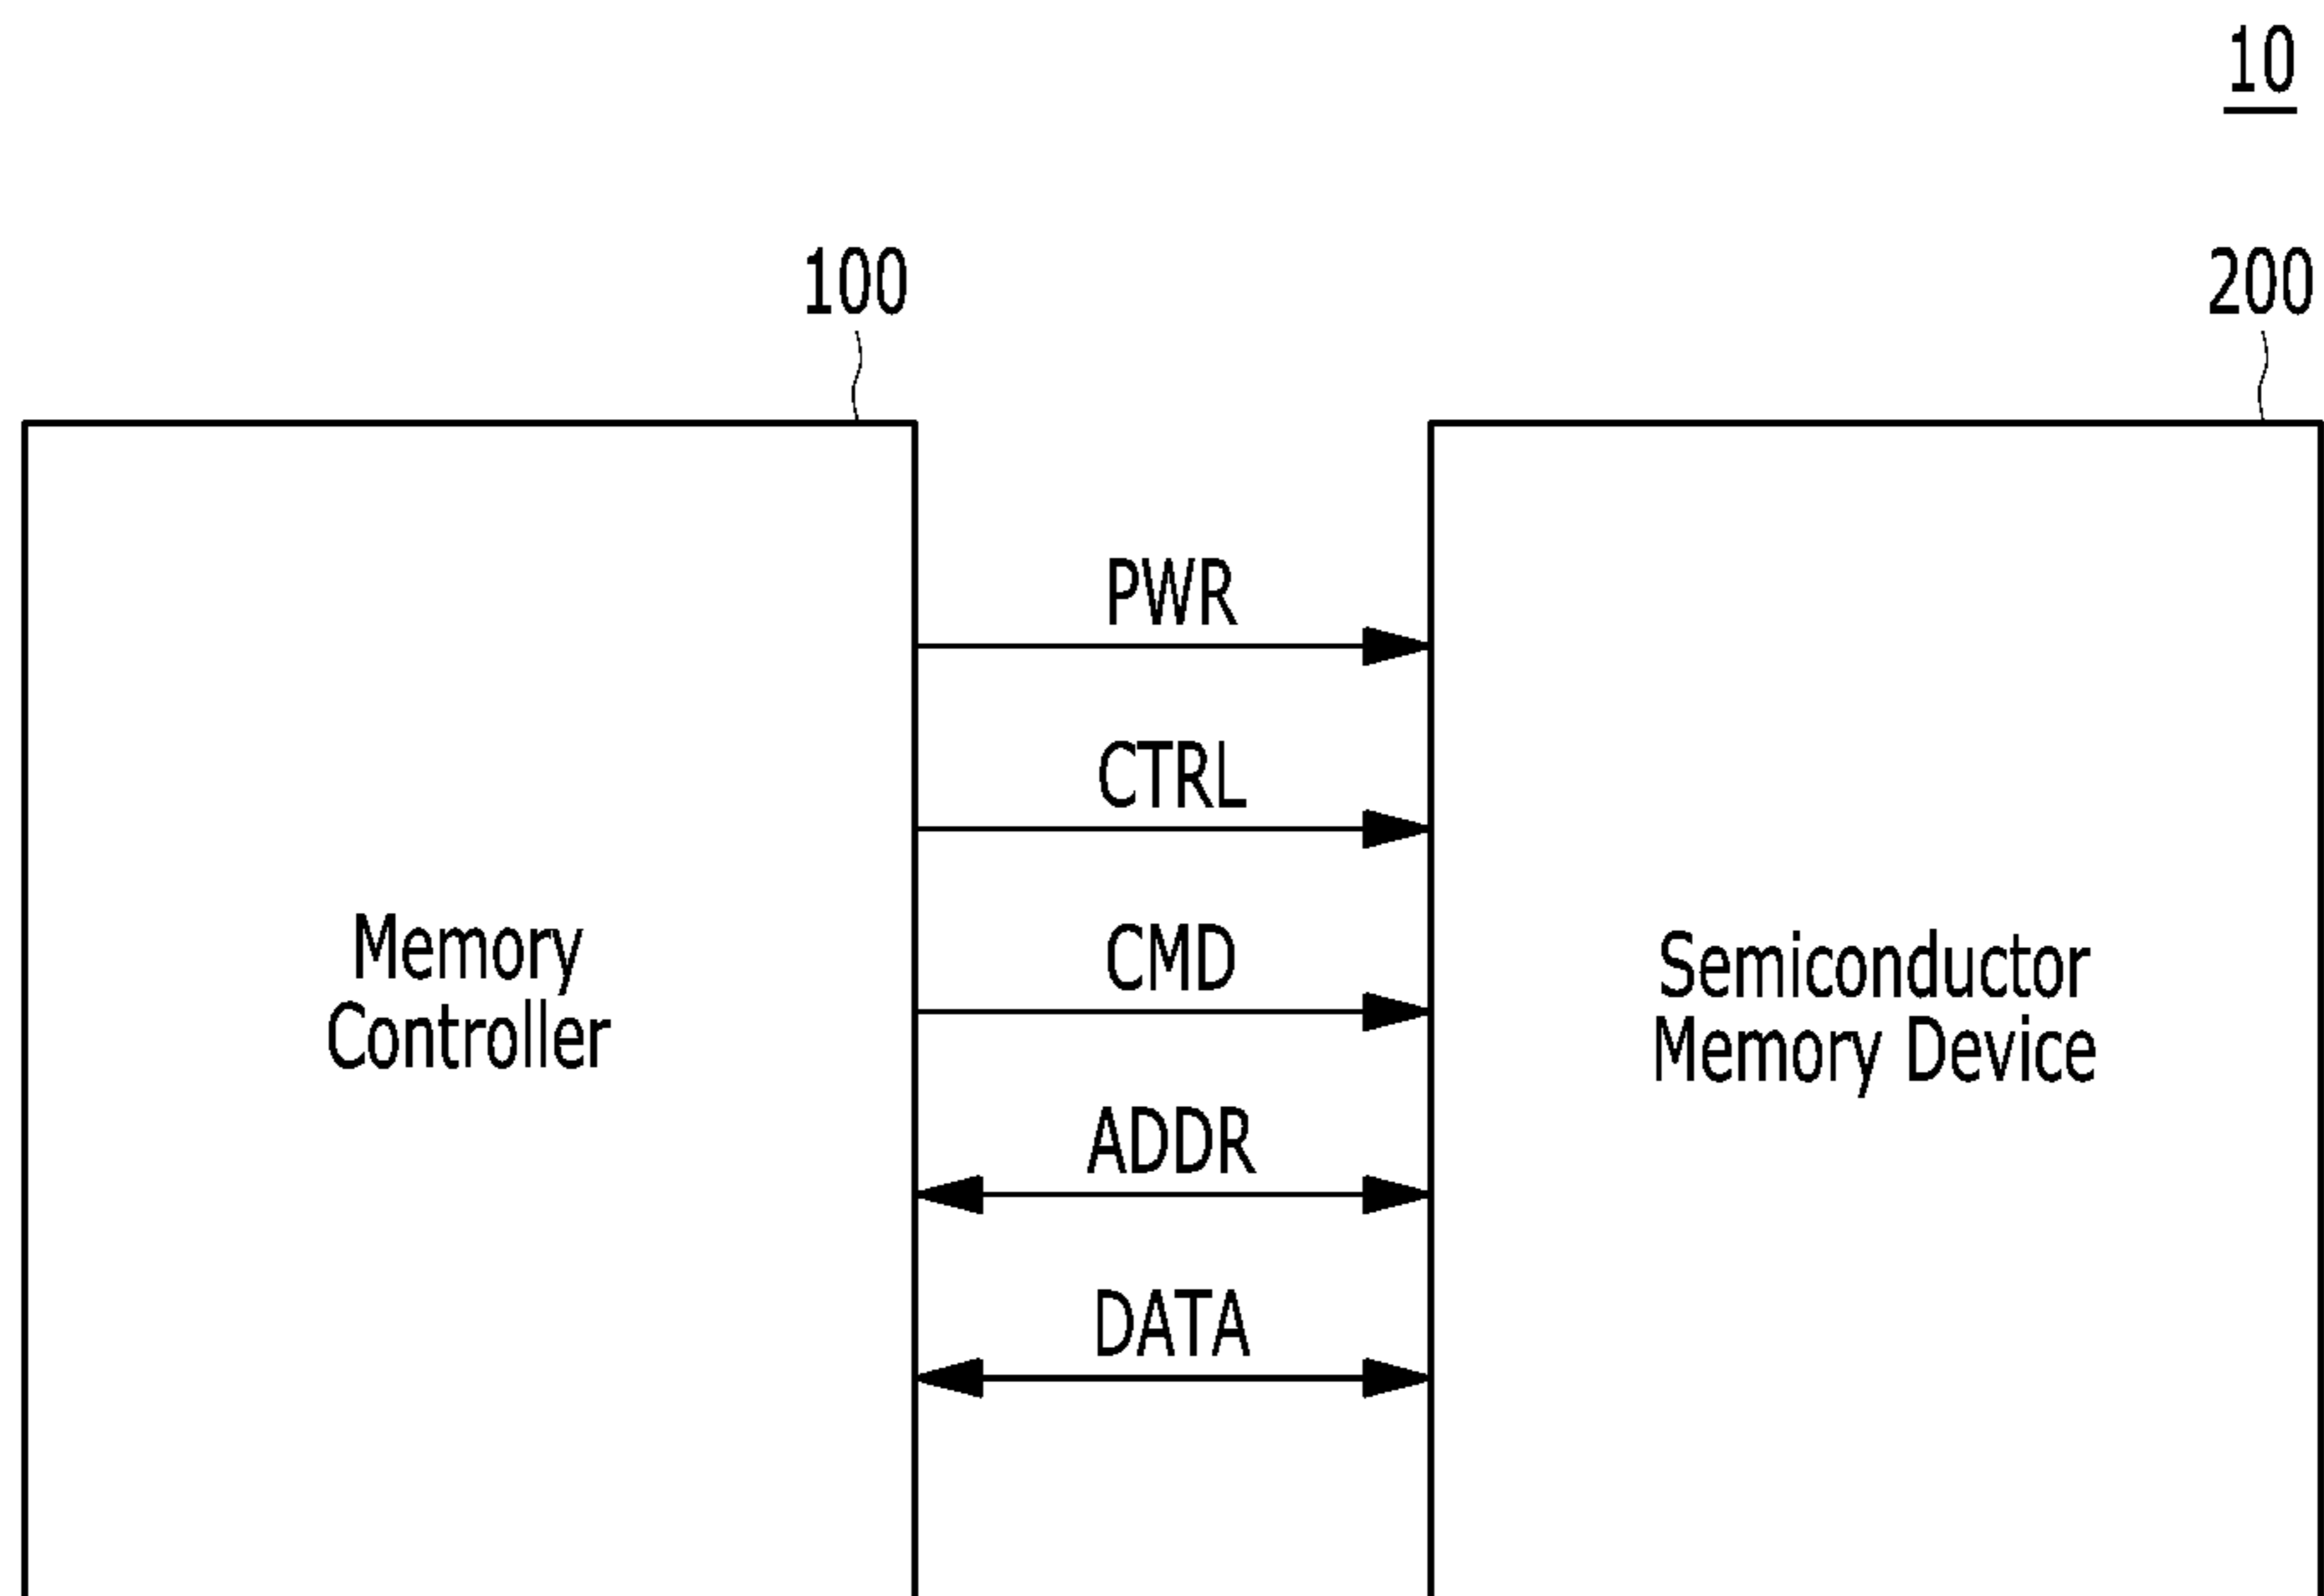 10
100
200
PWR
CTRL
CMD
ADDR
DATA
Memory
Controller
Semiconductor
Memory Device